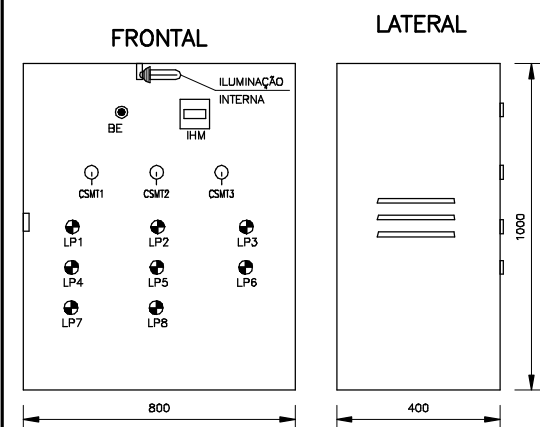 FRONTAL
LATERAL
ILUMINAÇÃO
INTERNA
BE
IHM
CSMT1
CSMT2
CSMT3
LP1
LP2
LP3
LP4
LP5
LP6
LP7
LP8
1000
800
400